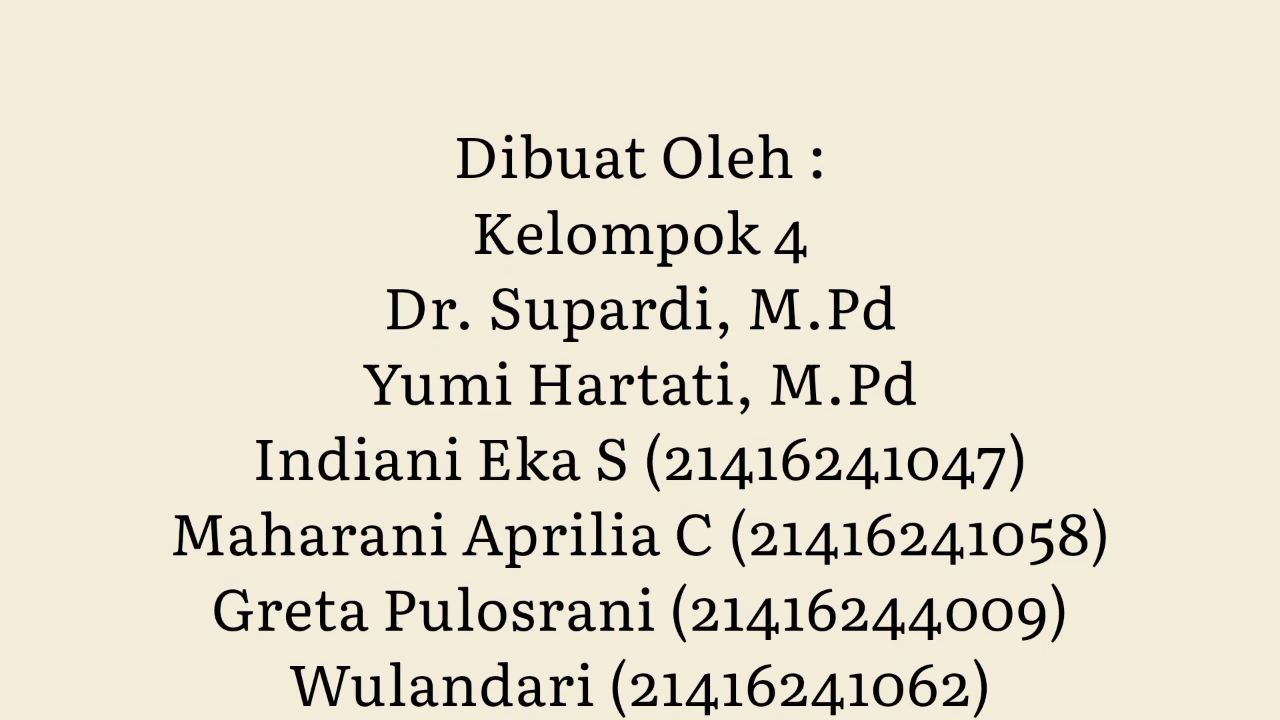 Dibuat Oleh :
Kelompok 4
Dr. Supardi, M.Pd
Yumi Hartati, M.Pd
Indiani Eka S (21416241047)
Maharani Aprilia C (21416241058)
Greta Pulosrani (21416244009)
Wulandari (21416241062)